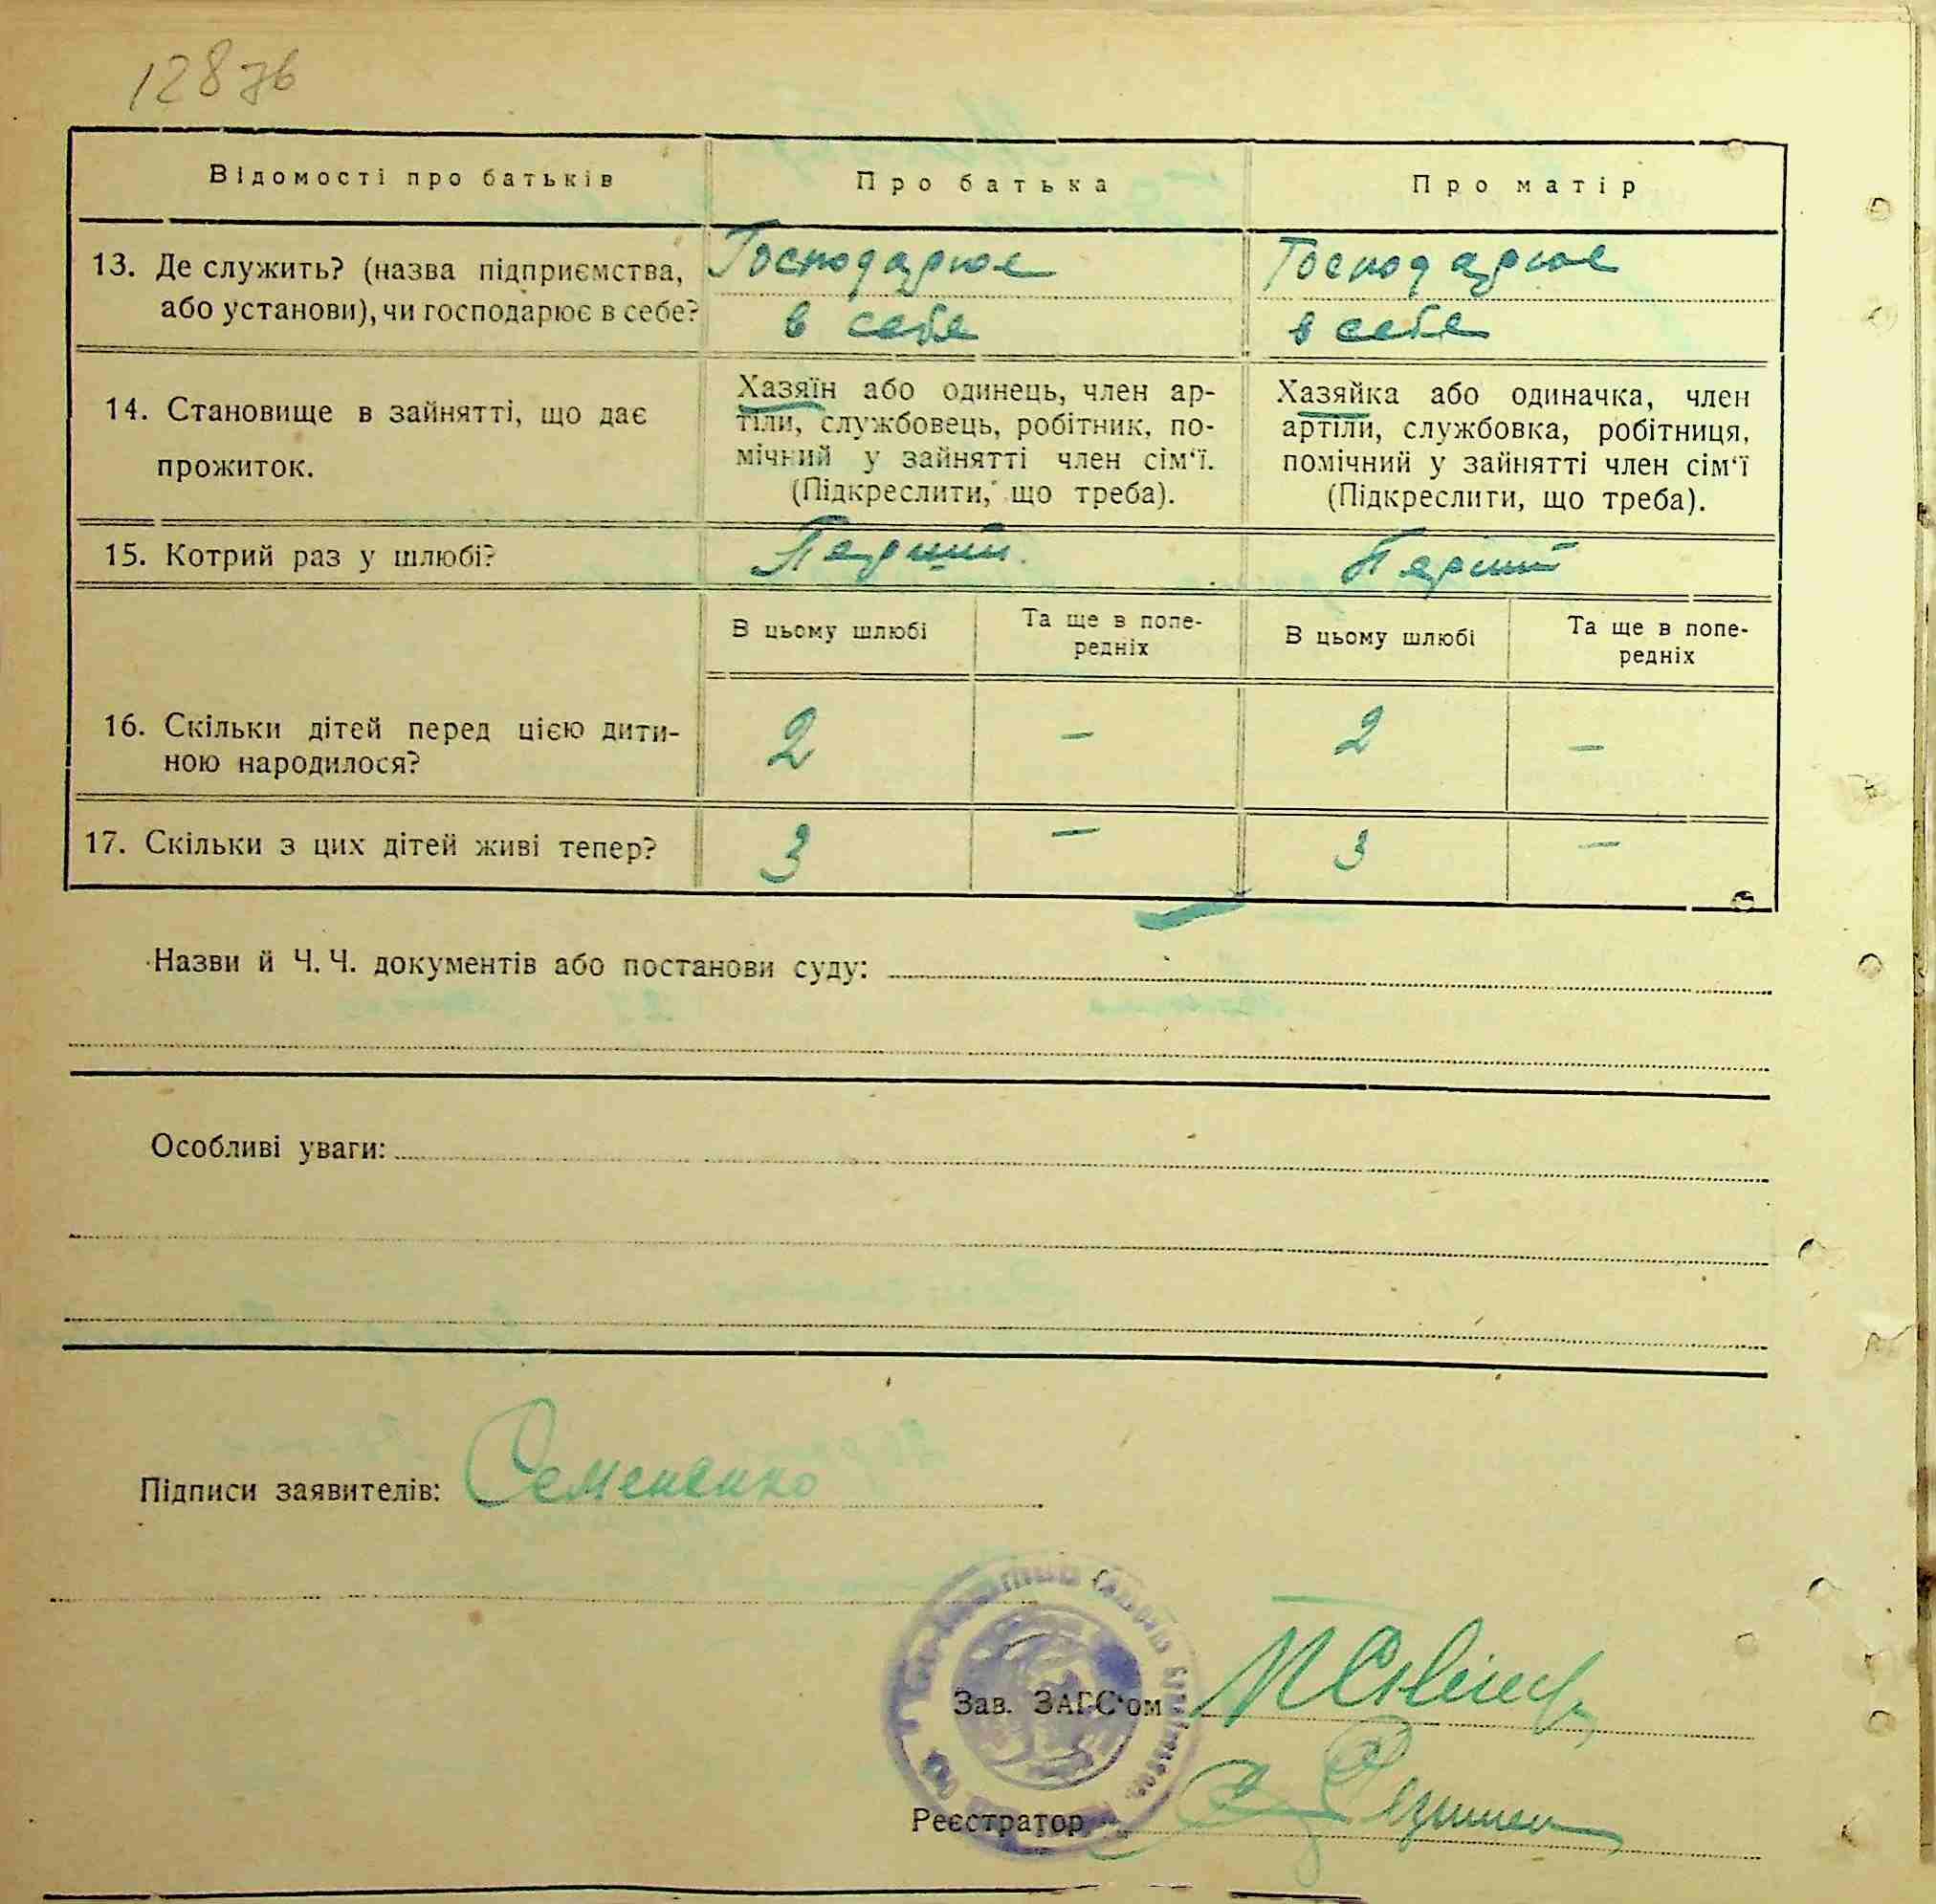 128 зв
Відомості про батьків
Про батька
Про матір
13. Де служить? (назва підприємства,
або установи), чи господарює в себе?
Господарює
в себе
Господарює
в себе
14. Становище в зайнятті, що дає
прожиток.
Хазяїн або одинець, член ар-
тіли, службовець, робітник, по-
мічний у зайнятті член сім‘ї.
(Підкреслити, що треба).
Хазяйка або одиначка, член
артіли, службовка, робітниця,
помічний у зайнятті член сім‘ї
(Підкреслити, що треба).
15. Котрий раз у шлюбі?
Перший
Перший
В цьому шлюбі
Та ще в попе-
редніх
В цьому шлюбі
Та ще в попе-
редніх
16. Скільки дітей перед цією дити-
ною народилося?
2 — 2 —
17. Скільки з цих дітей живі тепер?
3 — 3 —
Назви й Ч. Ч. документів або постанови суду:
Особливі уваги:
Підписи заявителів: Семененко
Зав. ЗАГС‘ом
Реєстратор